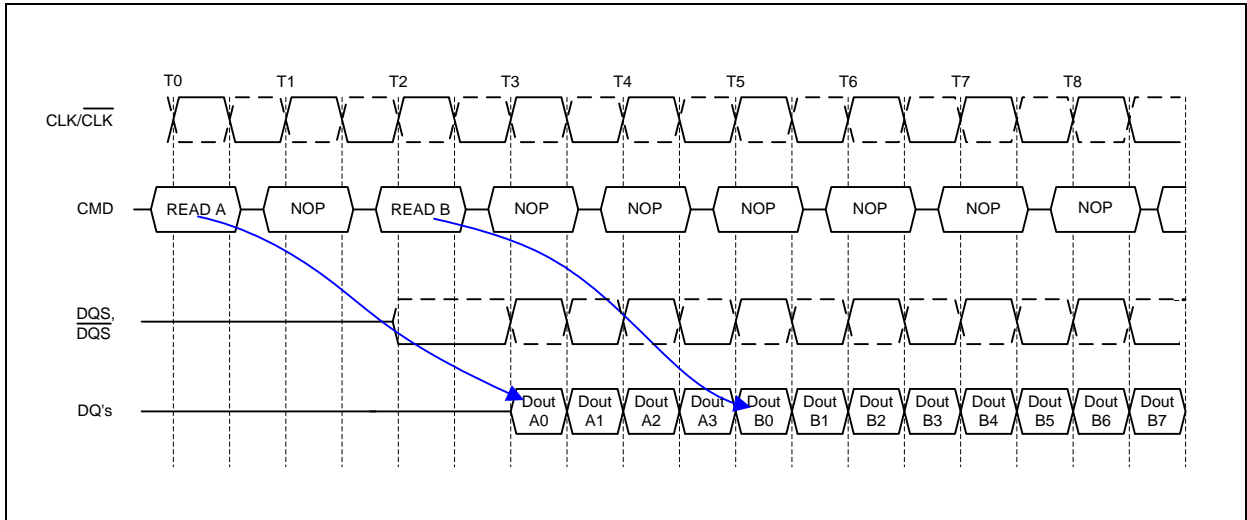 T0 T1 T2 T3 T4 T5 T6 T7 T8
CLK/CLK
CMD READ A NOP READ B NOP NOP NOP NOP NOP NOP
DQS,
DQS
DQ's Dout Dout Dout Dout Dout Dout Dout Dout Dout Dout Dout Dout
A0 A1 A2 A3 B0 B1 B2 B3 B4 B5 B6 B7